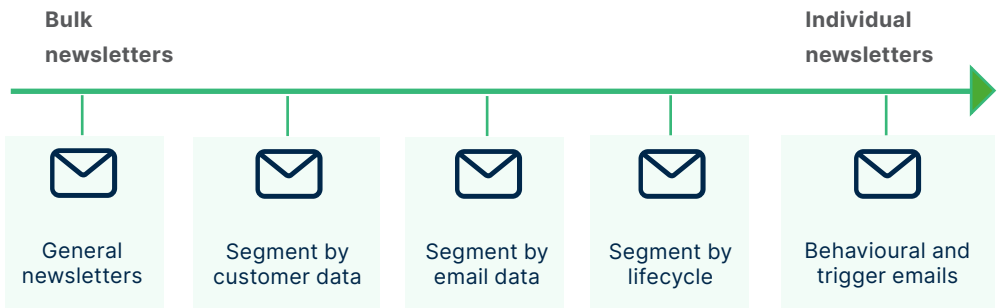 Bulk
newsletters
Individual
newsletters
General
newsletters
Segment by
customer data
Segment by
email data
Segment by
lifecycle
Behavioural and
trigger emails